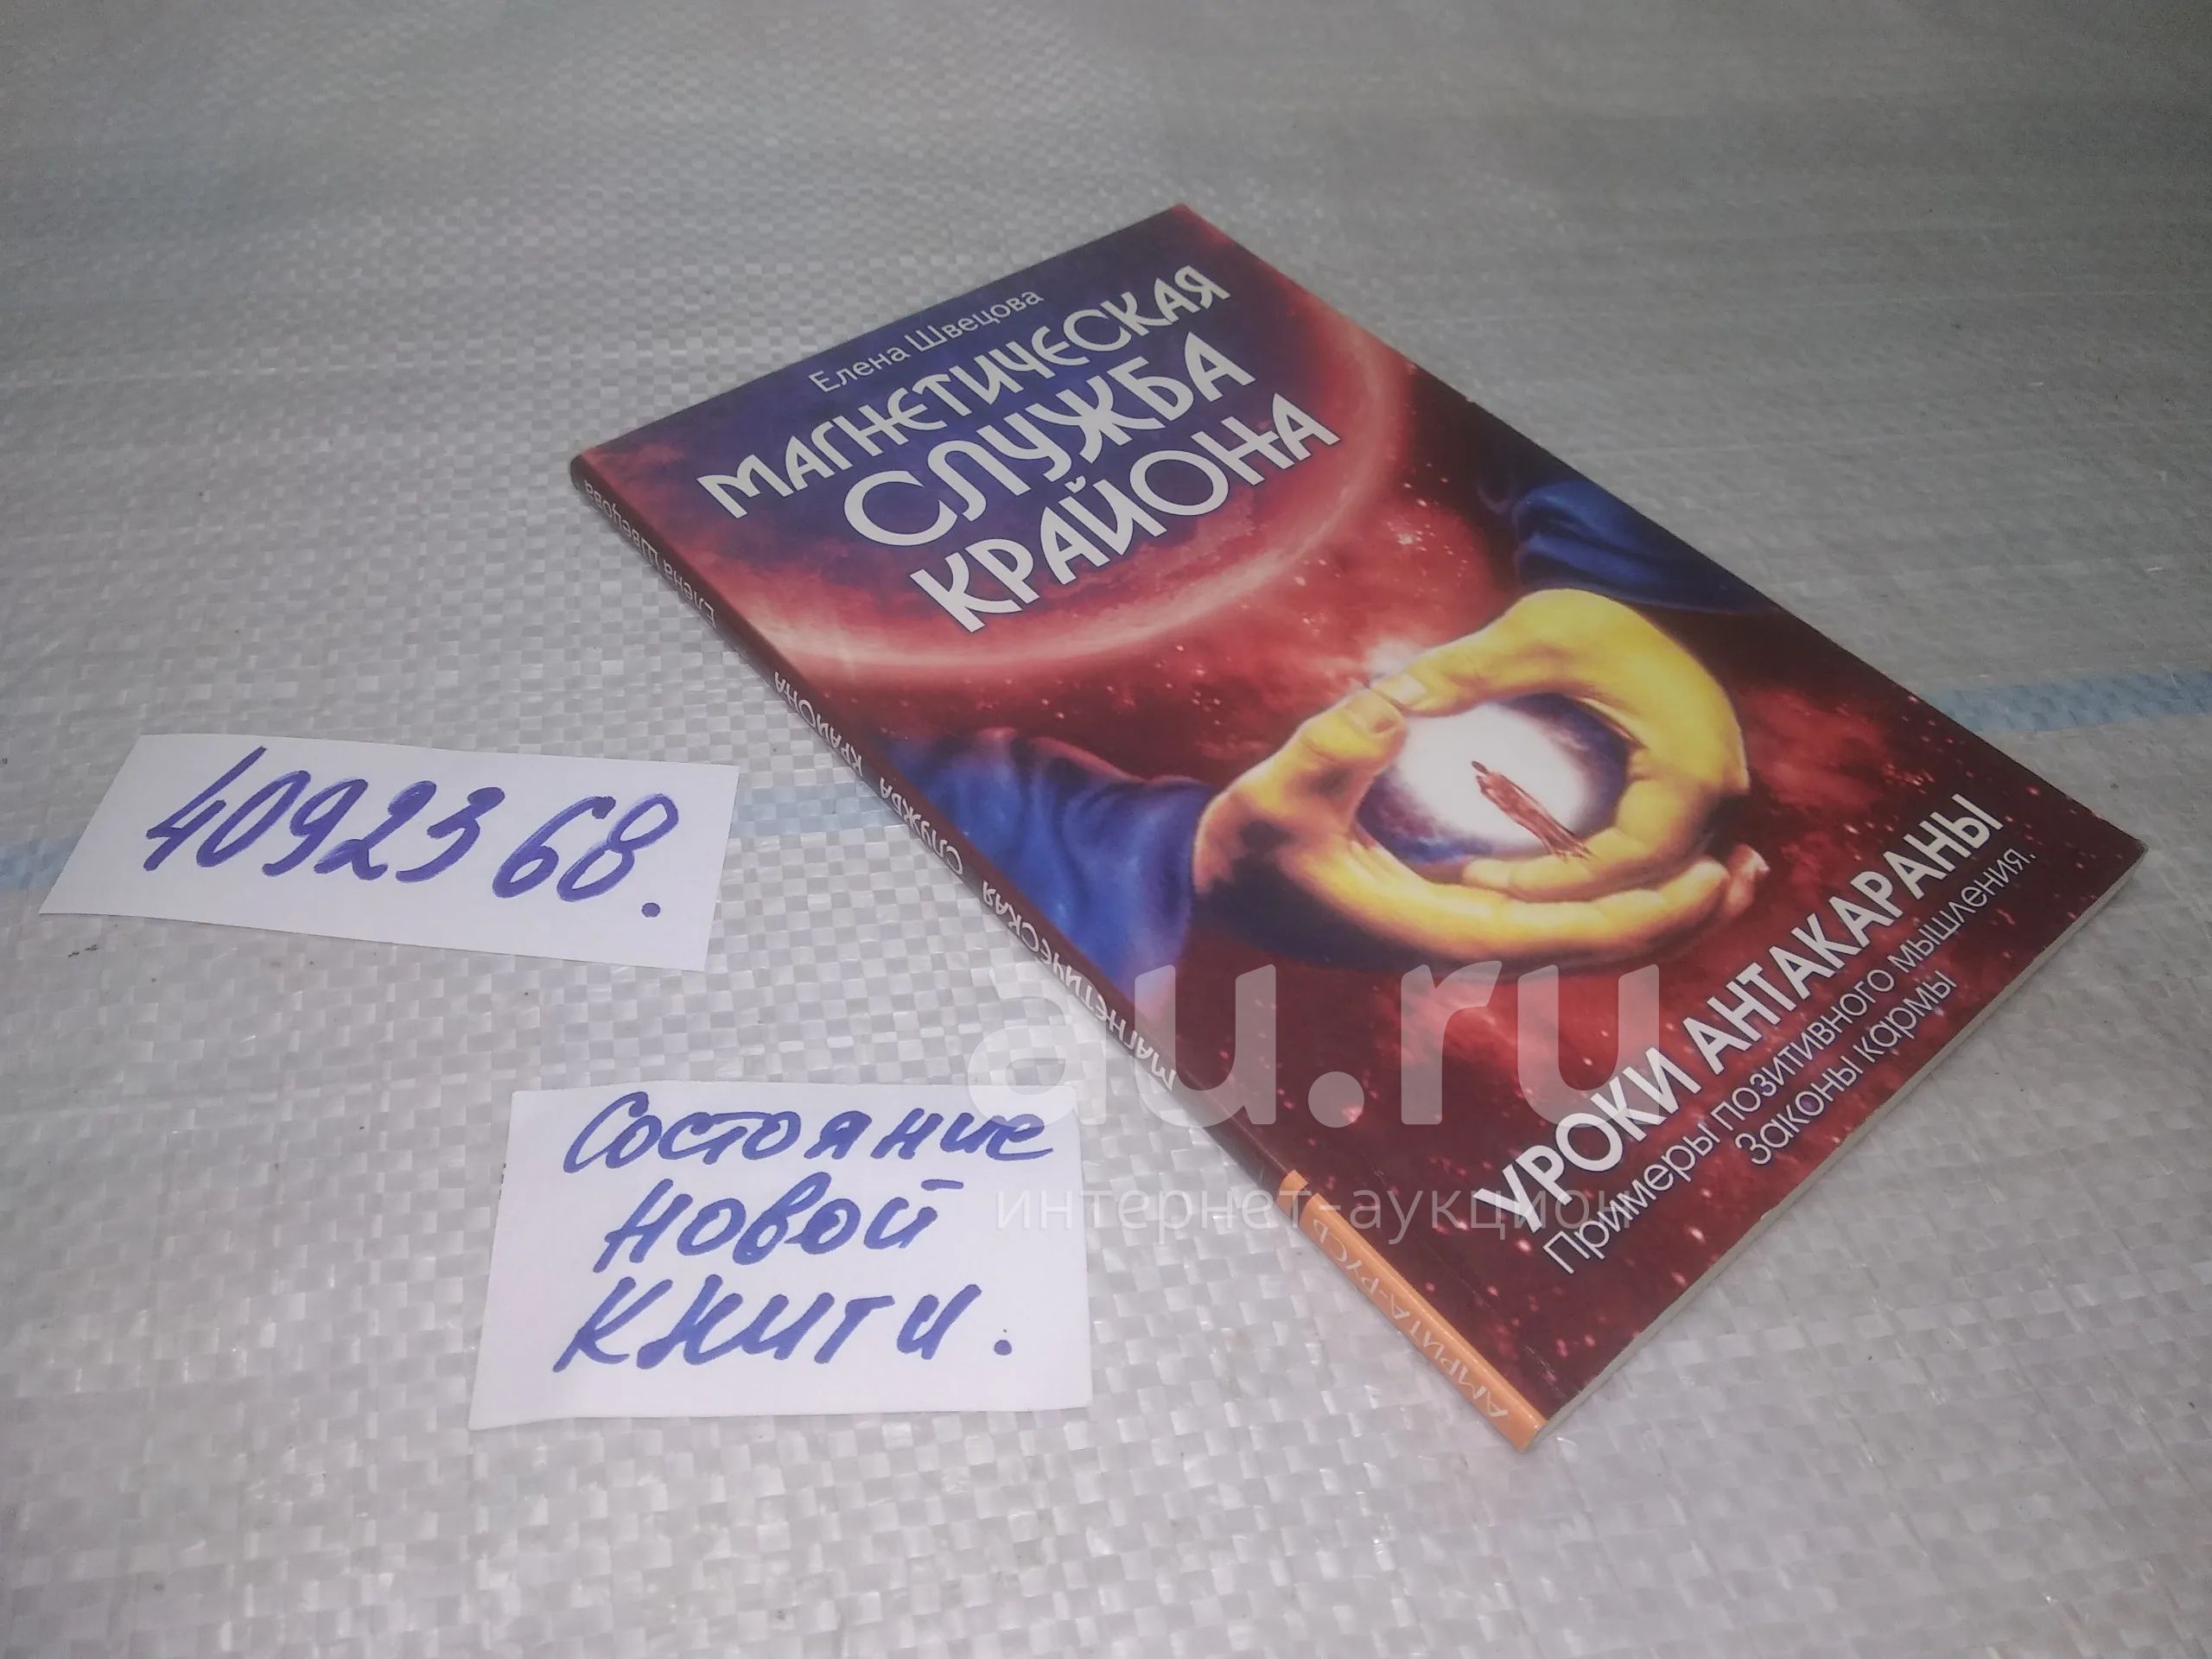 Елена Швецова
МАГНЕТИЧЕСКАЯ
СЛУЖБА
КРАЙОНА
УРОКИ АНТАКАРАНЫ
Примеры позитивного мышления.
Законы кармы
Елена Швецова МАГНЕТИЧЕСКАЯ СЛУЖБА КРАЙОНА АМРИТА-РУСЬ
4092368.
Состояние
новой
книги.
au.ru
интернет-аукцион